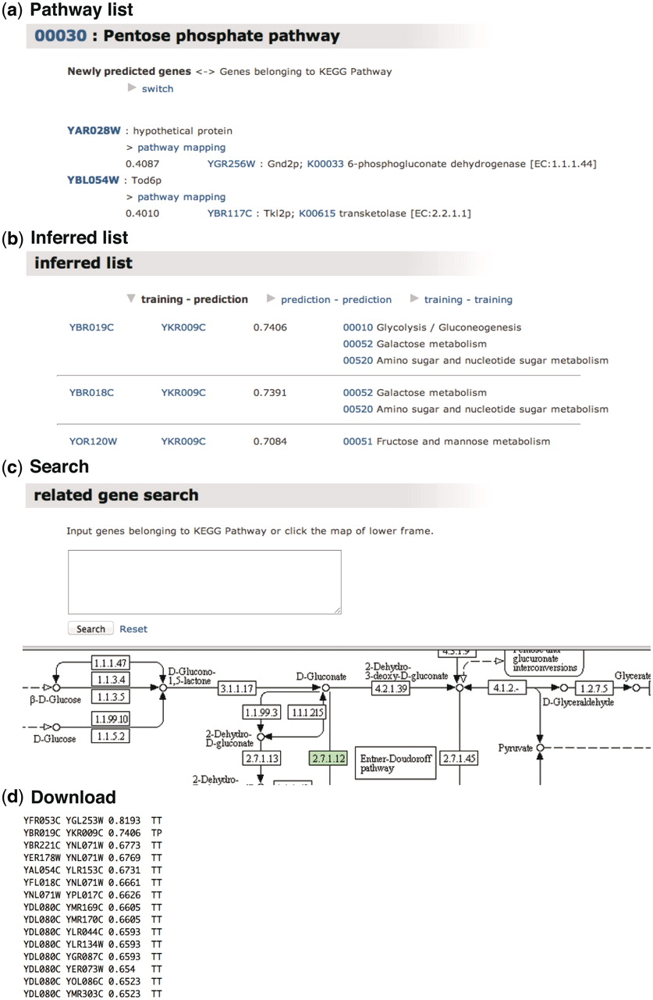 (a) Pathway list
00030 : Pentose phosphate pathway
Newly predicted genes <-> Genes belonging to KEGG Pathway
switch
YAR028W : hypothetical protein
> pathway mapping
0.4087 YGR256W : Gnd2p; K00033 6-phosphogluconate dehydrogenase [EC:1.1.1.44]
YBL054W : Tod6p
> pathway mapping
0.4010 YBR117C : Tkl2p; K00615 transketolase [EC:2.2.1.1]
(b) Inferred list
inferred list
training - prediction prediction - prediction training - training
YBR019C YKR009C 0.7406 00010 Glycolysis / Gluconeogenesis
00052 Galactose metabolism
00520 Amino sugar and nucleotide sugar metabolism
YBR018C YKR009C 0.7391 00052 Galactose metabolism
00520 Amino sugar and nucleotide sugar metabolism
YOR120W YKR009C 0.7084 00051 Fructose and mannose metabolism
(c) Search
related gene search
Input genes belonging to KEGG Pathway or click the map of lower frame.
Search Reset
1.1.1.47
1.1.3.4
1.1.3.5
β-D-Glucose
1.1.99.10
1.1.5.2
D-Glucose
D-Glucono-
1,5-lactone
3.1.1.17
D-Gluconate
1.1.99.3 1.1.1.215
2-Dehydro-
D-gluconate
2.7.1.13
2-Dehydro-
2.7.1.12
2-Dehydro-
3-deoxy-D-gluconate
4.2.1.39
Entner-Doudoroff
pathway
2.7.1.45
glucuronate
interconversions
4.1.2.-
1.2.7.5
D-Glyceraldehyde
Glycerate
Pyruvate
(d) Download
YFR053C YGL253W 0.8193 TT
YBR019C YKR009C 0.7406 TP
YBR221C YNL071W 0.6773 TT
YER178W YNL071W 0.6769 TT
YAL054C YLR153C 0.6731 TT
YFL018C YNL071W 0.6661 TT
YNL071W YPL017C 0.6626 TT
YDL080C YMR169C 0.6605 TT
YDL080C YMR170C 0.6605 TT
YDL080C YLR044C 0.6593 TT
YDL080C YLR134W 0.6593 TT
YDL080C YGR087C 0.6593 TT
YDL080C YER073W 0.654 TT
YDL080C YOL086C 0.6523 TT
YDL080C YMR303C 0.6523 TT